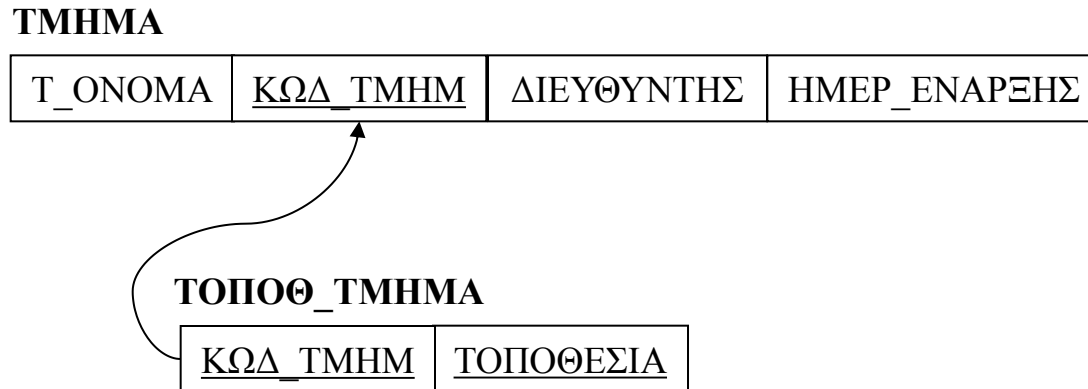 ΤΜΗΜΑ
Τ_ΟΝΟΜΑ ΚΩΔ_ΤΜΗΜ ΔΙΕΥΘΥΝΤΗΣ ΗΜΕΡ_ΕΝΑΡΞΗΣ
ΤΟΠΟΘ_ΤΜΗΜΑ
ΚΩΔ_ΤΜΗΜ ΤΟΠΟΘΕΣΙΑ